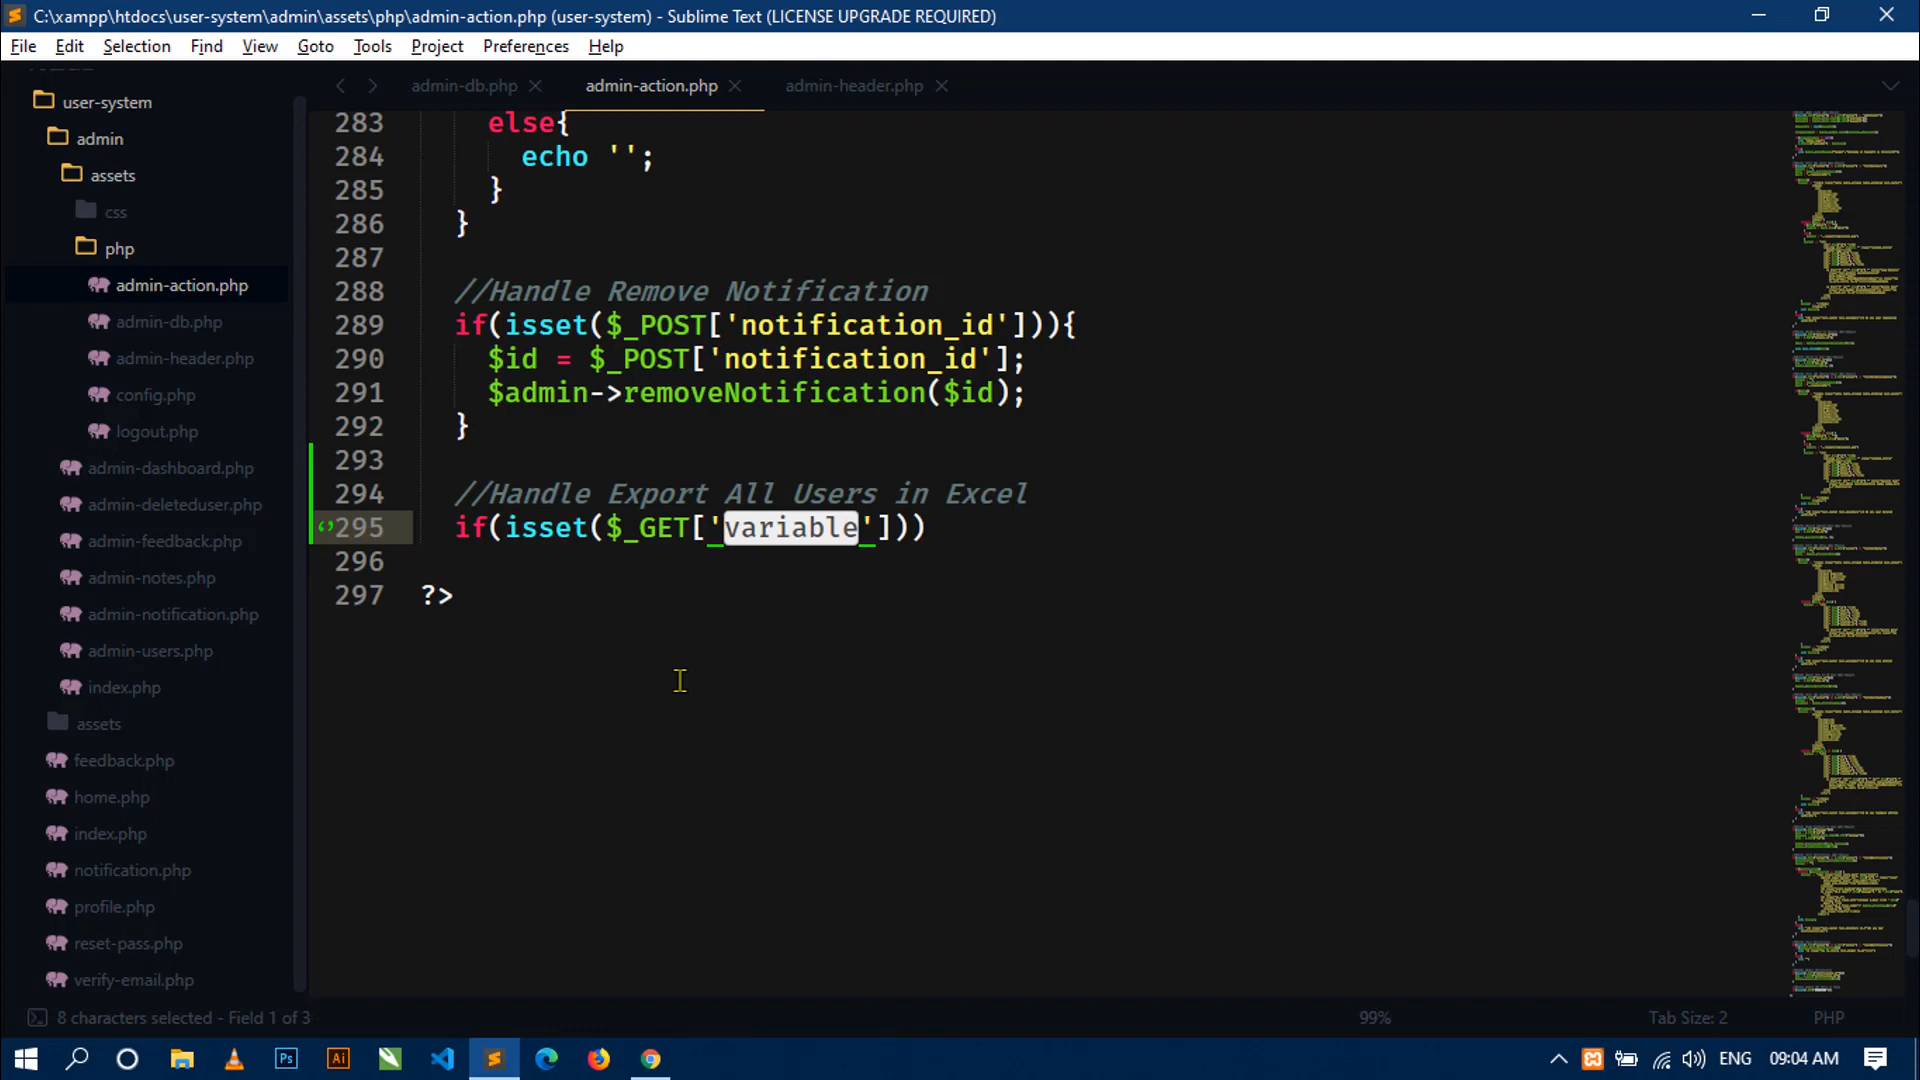 C:\xampp\htdocs\user-system\admin\assets\php\admin-action.php (user-system) - Sublime Text (LICENSE UPGRADE REQUIRED)
File Edit Selection Find View Goto Tools Project Preferences Help
user-system
admin
assets
css
php
admin-action.php
admin-db.php
admin-header.php
config.php
logout.php
admin-dashboard.php
admin-deleteduser.php
admin-feedback.php
admin-notes.php
admin-notification.php
admin-users.php
index.php
assets
feedback.php
home.php
index.php
notification.php
profile.php
reset-pass.php
verify-email.php
admin-db.php admin-action.php admin-header.php
283 else{
284 echo '';
285 }
286 }
287
288 //Handle Remove Notification
289 if(isset($_POST['notification_id'])){
290 $id = $_POST['notification_id'];
291 $admin->removeNotification($id);
292 }
293
294 //Handle Export All Users in Excel
295 if(isset($_GET['variable']))
296
297 ?>
8 characters selected - Field 1 of 3 99% Tab Size: 2 PHP
Ps Ai ENG 09:04 AM